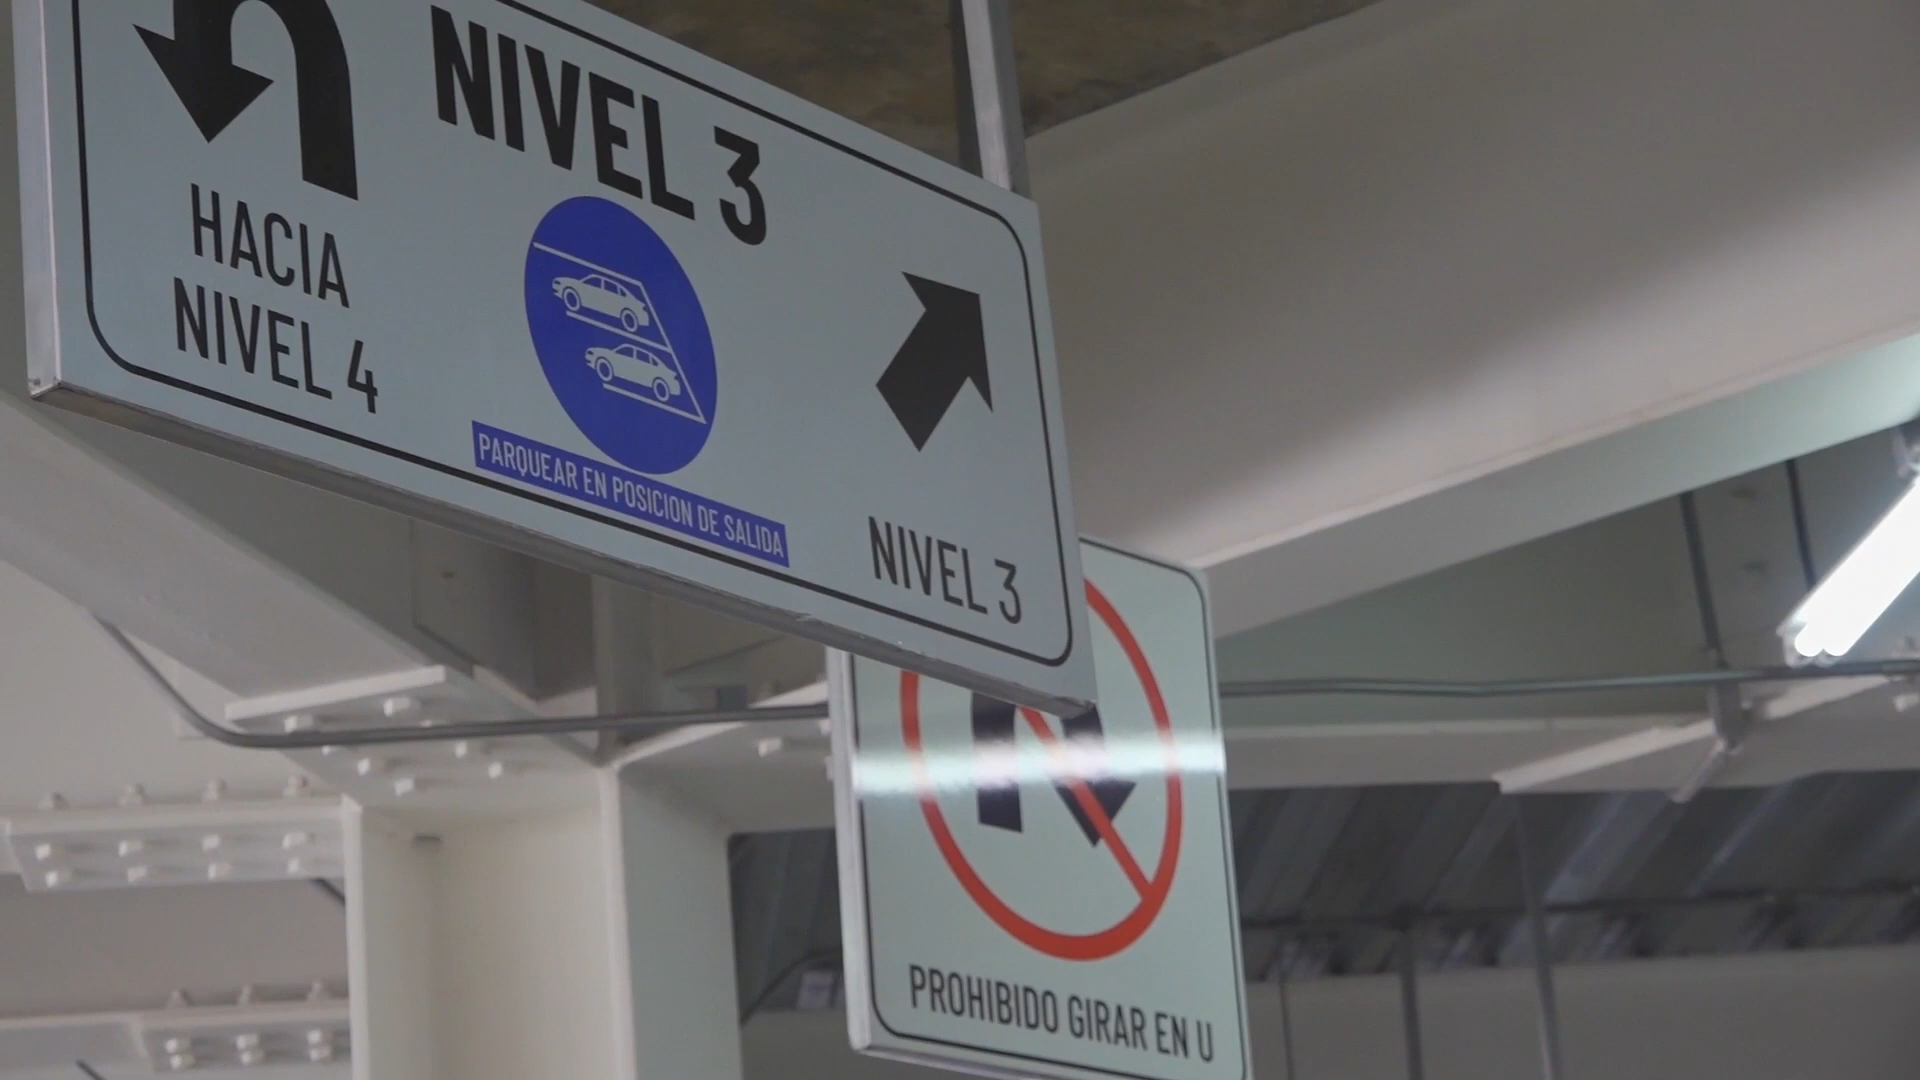 NIVEL 3
HACIA
NIVEL 4
PARQUEAR EN POSICION DE SALIDA
NIVEL 3
PROHIBIDO GIRAR EN U